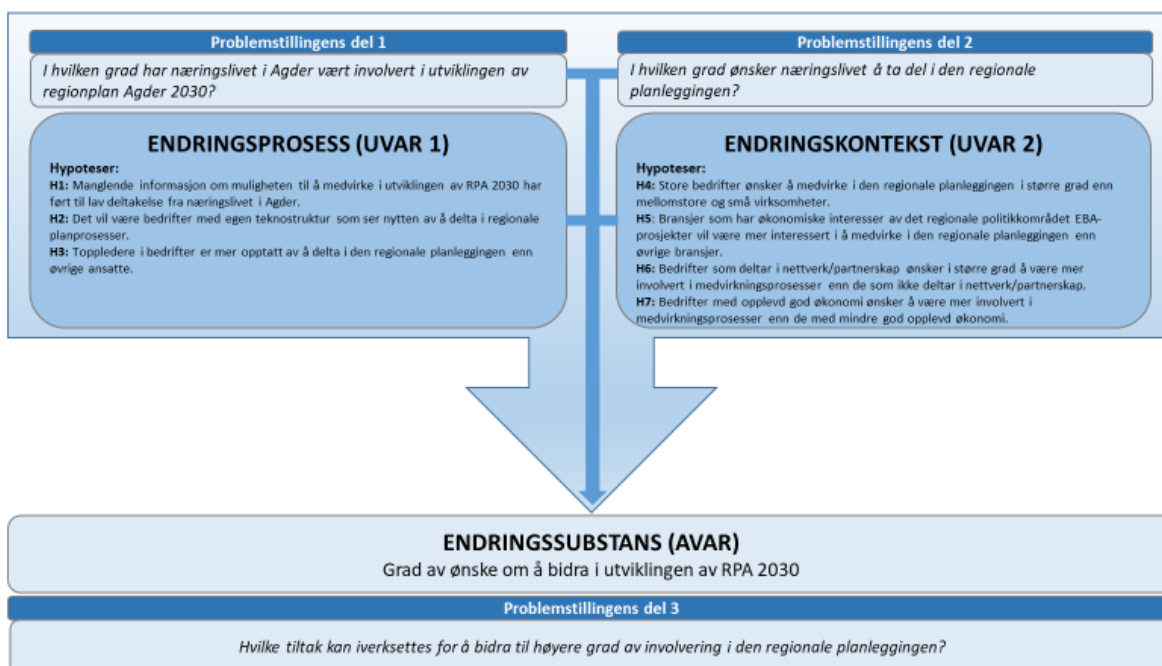 Problemstillingens del 1
I hvilken grad har næringslivet i Agder vært involvert i utviklingen av
regionplan Agder 2030?
ENDRINGSPROSESS (UVAR 1)
Hypoteser:
H1: Manglende informasjon om muligheten til å medvirke i utviklingen av RPA 2030 har
ført til lav deltakelse fra næringslivet i Agder.
H2: Det vil være bedrifter med egen teknostruktur som ser nytten av å delta i regionale
planprosesser.
H3: Toppledere i bedrifter er mer opptatt av å delta i den regionale planleggingen enn
øvrige ansatte.
Problemstillingens del 2
I hvilken grad ønsker næringslivet å ta del i den regionale
planleggingen?
ENDRINGSKONTEKST (UVAR 2)
Hypoteser:
H4: Store bedrifter ønsker å medvirke i den regionale planleggingen i større grad enn
mellomstore og små virksomheter.
H5: Bransjer som har økonomiske interesser av det regionale politikkområdet EBA-
prosjekter vil være mer interessert i å medvirke i den regionale planleggingen enn
øvrige bransjer.
H6: Bedrifter som deltar i nettverk/partnerskap ønsker i større grad å være mer
involvert i medvirkningsprosesser enn de som ikke deltar i nettverk/partnerskap.
H7: Bedrifter med opplevd god økonomi ønsker å være mer involvert i
medvirkningsprosesser enn de med mindre god opplevd økonomi.
ENDRINGSSUBSTANS (AVAR)
Grad av ønske om å bidra i utviklingen av RPA 2030
Problemstillingens del 3
Hvilke tiltak kan iverksettes for å bidra til høyere grad av involvering i den regionale planleggingen?